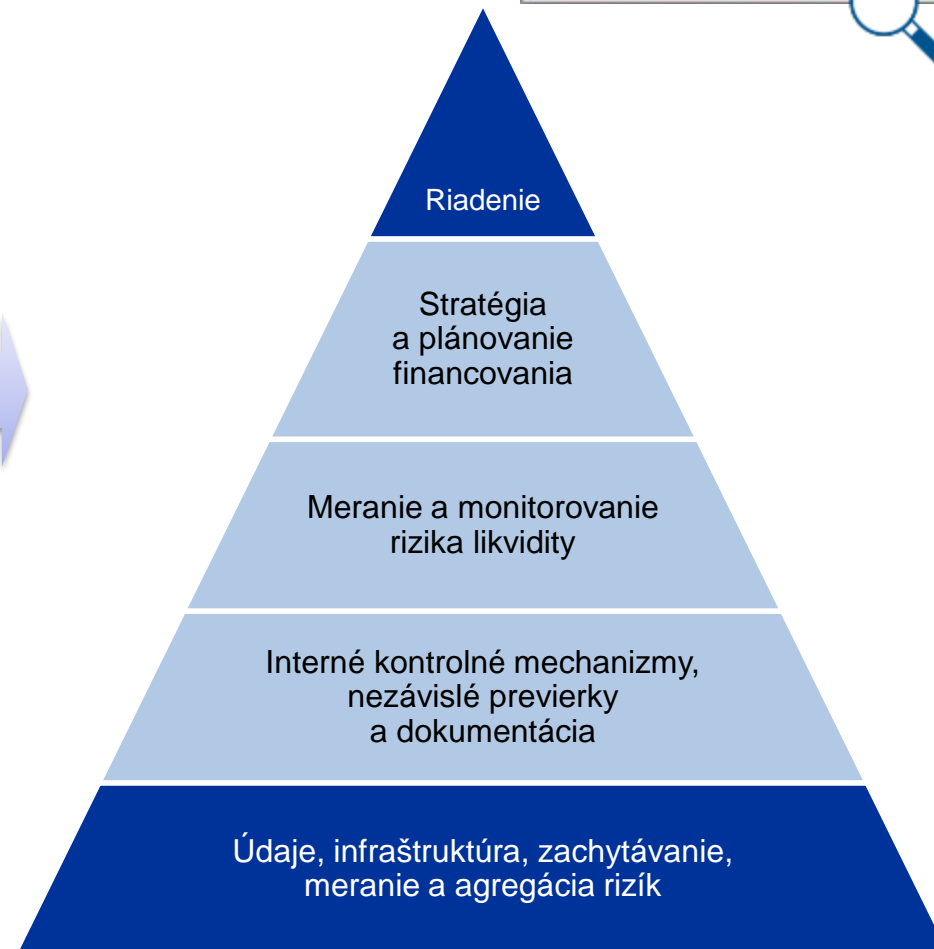 Riadenie
Stratégia
a plánovanie
financovania
Meranie a monitorovanie
rizika likvidity
Interné kontrolné mechanizmy,
nezávislé previerky
a dokumentácia
Údaje, infraštruktúra, zachytávanie,
meranie a agregácia rizík